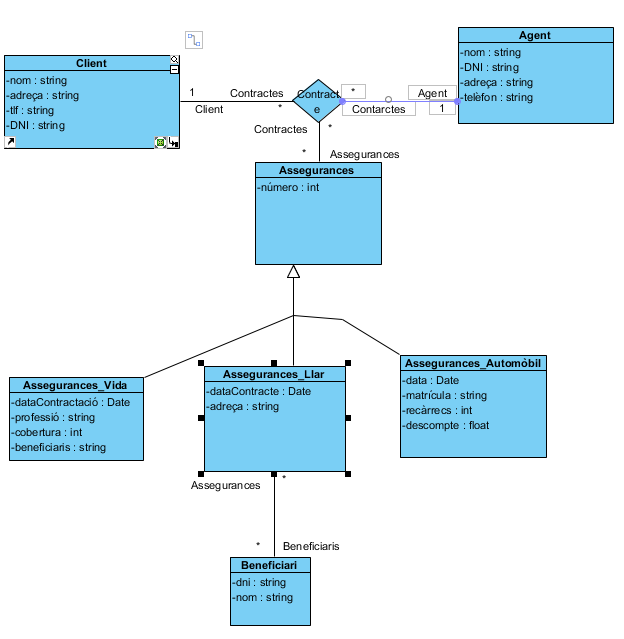 Client
-nom : string
-adreça : string
-tlf : string
-DNI : string
1
Contractes
Client
*
Contract
e
*
Agent
Contarctes
1
Agent
-nom : string
-DNI : string
-adreça : string
-telèfon : string
Contractes
*
*
Assegurances
Assegurances
-número : int
Assegurances_Vida
-dataContractació : Date
-professió : string
-cobertura : int
-beneficiaris : string
Assegurances_Llar
-dataContracte : Date
-adreça : string
Assegurances_Automòbil
-data : Date
-matrícula : string
-recàrrecs : int
-descompte : float
Assegurances
*
*
Beneficiaris
Beneficiari
-dni : string
-nom : string